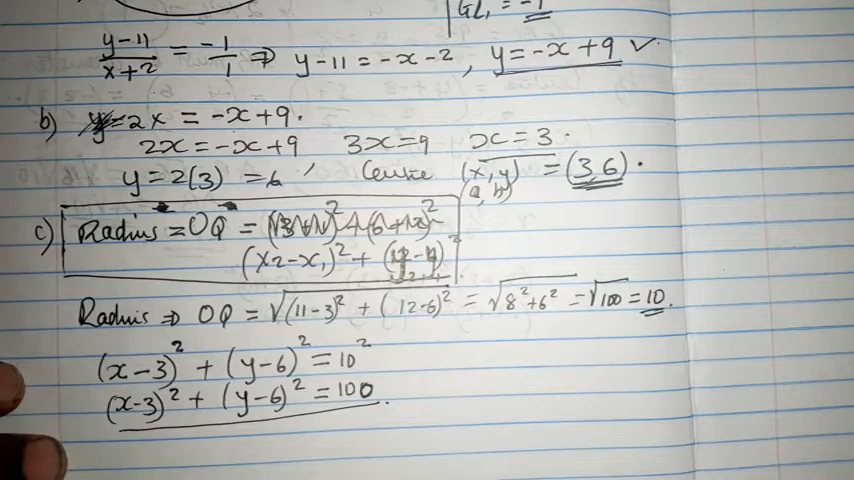 GL₁ = -1
y-11/x+2 = -1/1 ⇒ y-11 = -x-2, y = -x+9 ✓
b) y=2x = -x+9.
2x = -x+9, 3x=9 x = 3.
y = 2(3) = 6 Centre (x, y) = (3,6).
(a, b)
c) Radius = OQ =
(x2-x₁)² + (y2-y₁)²
Radius ⇒ OQ = √(11-3)² + (12-6)² = √8²+6² = √100 = 10.
(x-3)² + (y-6)² = 10²
(x-3)² + (y-6)² = 100.